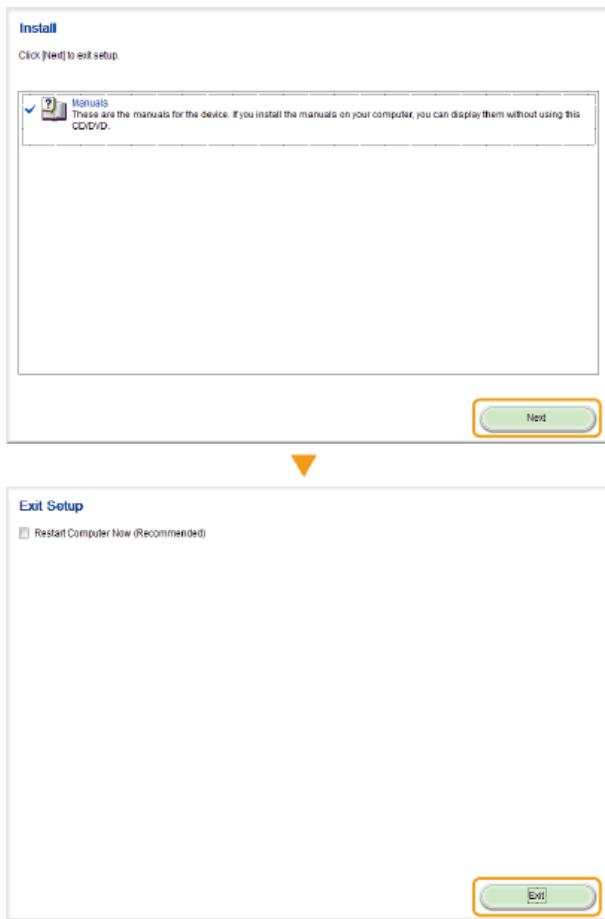 Install
Click [Next] to exit setup.
Manuals
These are the manuals for the device. If you install the manuals on your computer, you can display them without using this
CD/DVD.
Next
Exit Setup
Restart Computer Now (Recommended)
Exit